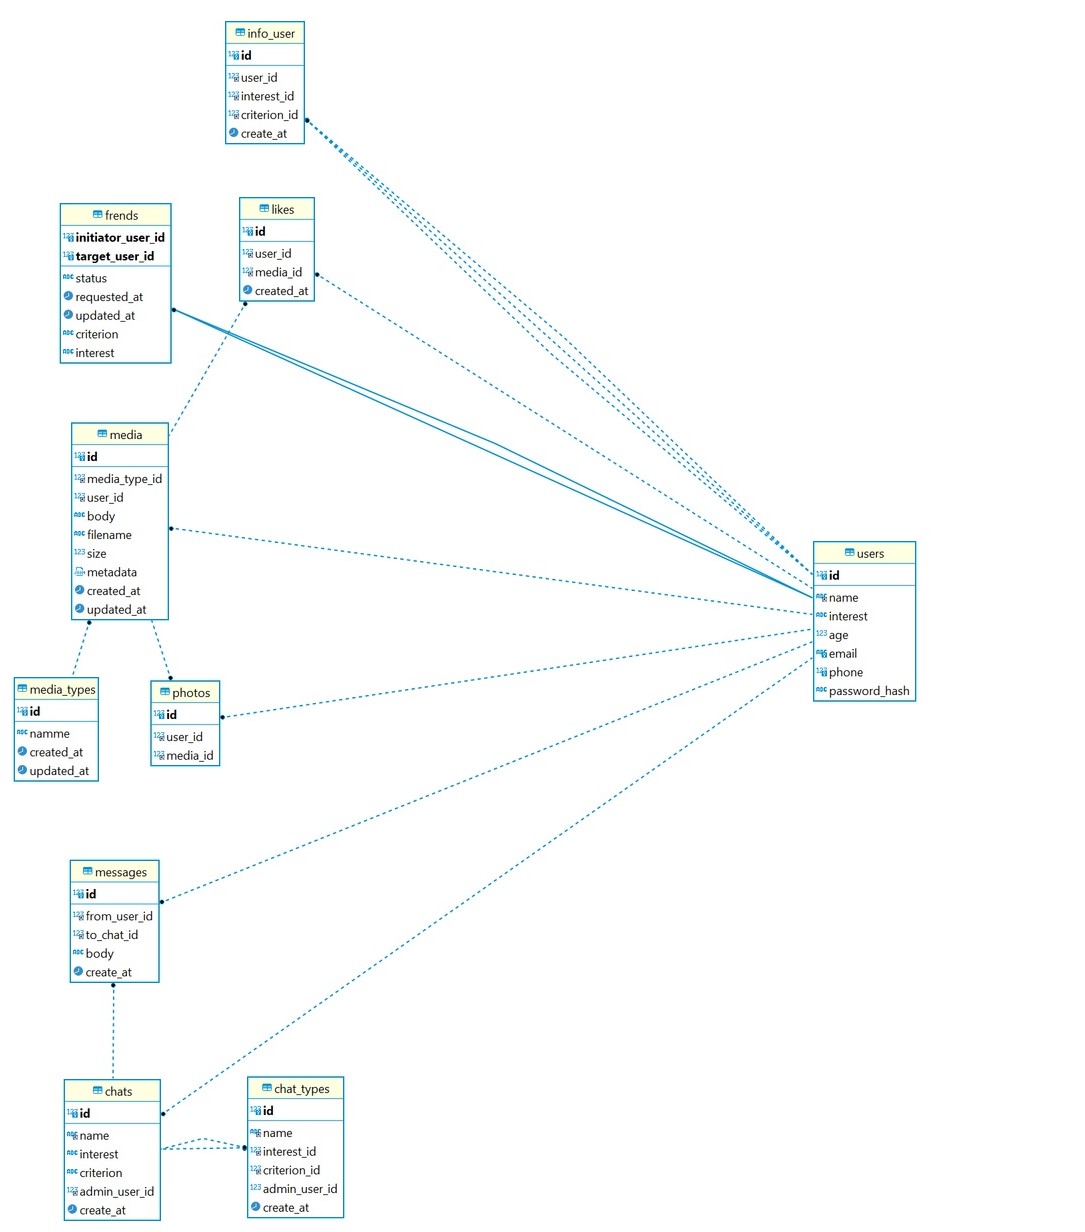 info_user
id
user_id
interest_id
criterion_id
create_at
frends
initiator_user_id
target_user_id
status
requested_at
updated_at
criterion
interest
likes
id
user_id
media_id
created_at
media
id
media_type_id
user_id
body
filename
size
metadata
created_at
updated_at
users
id
name
interest
age
email
phone
password_hash
media_types
id
namme
created_at
updated_at
photos
id
user_id
media_id
messages
id
from_user_id
to_chat_id
body
create_at
chats
id
name
interest
criterion
admin_user_id
create_at
chat_types
id
name
interest_id
criterion_id
admin_user_id
create_at